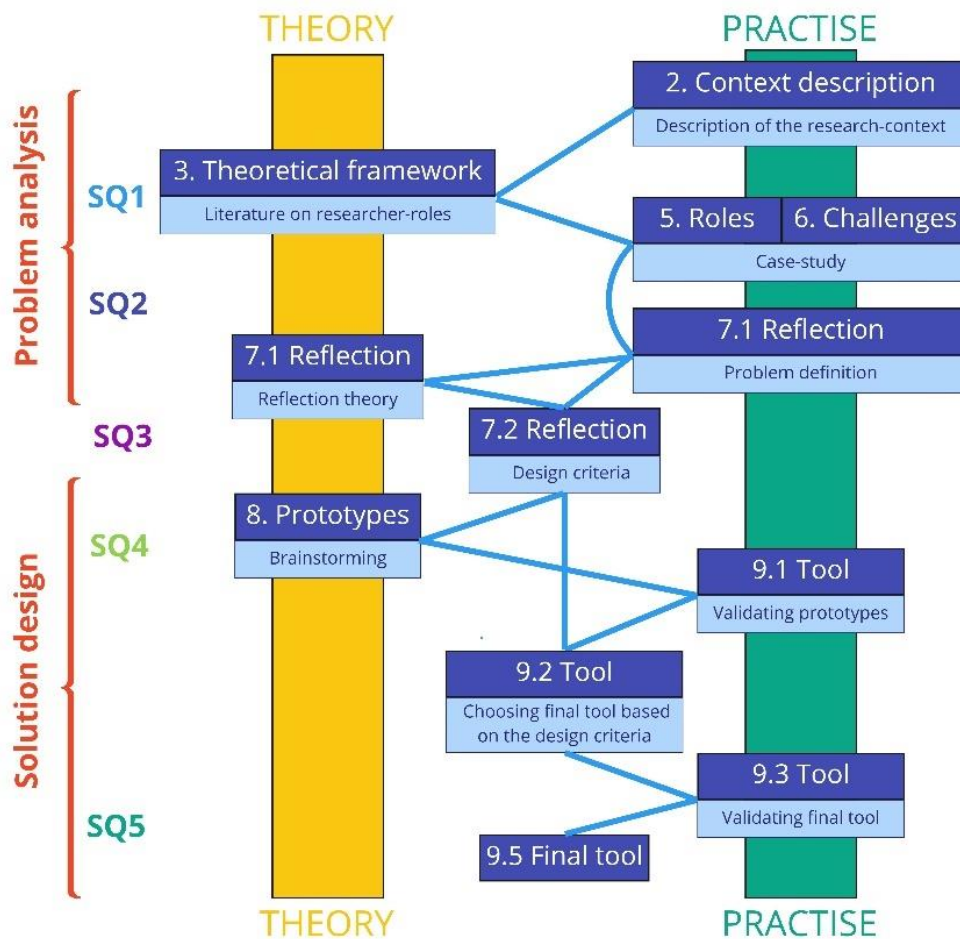 THEORY
PRACTISE
Problem analysis
SQ1
SQ2
SQ3
Solution design
SQ4
SQ5
2. Context description
Description of the research-context
3. Theoretical framework
Literature on researcher-roles
5. Roles
6. Challenges
Case-study
7.1 Reflection
Reflection theory
7.1 Reflection
Problem definition
7.2 Reflection
Design criteria
8. Prototypes
Brainstorming
9.1 Tool
Validating prototypes
9.2 Tool
Choosing final tool based
on the design criteria
9.3 Tool
Validating final tool
9.5 Final tool
THEORY
PRACTISE